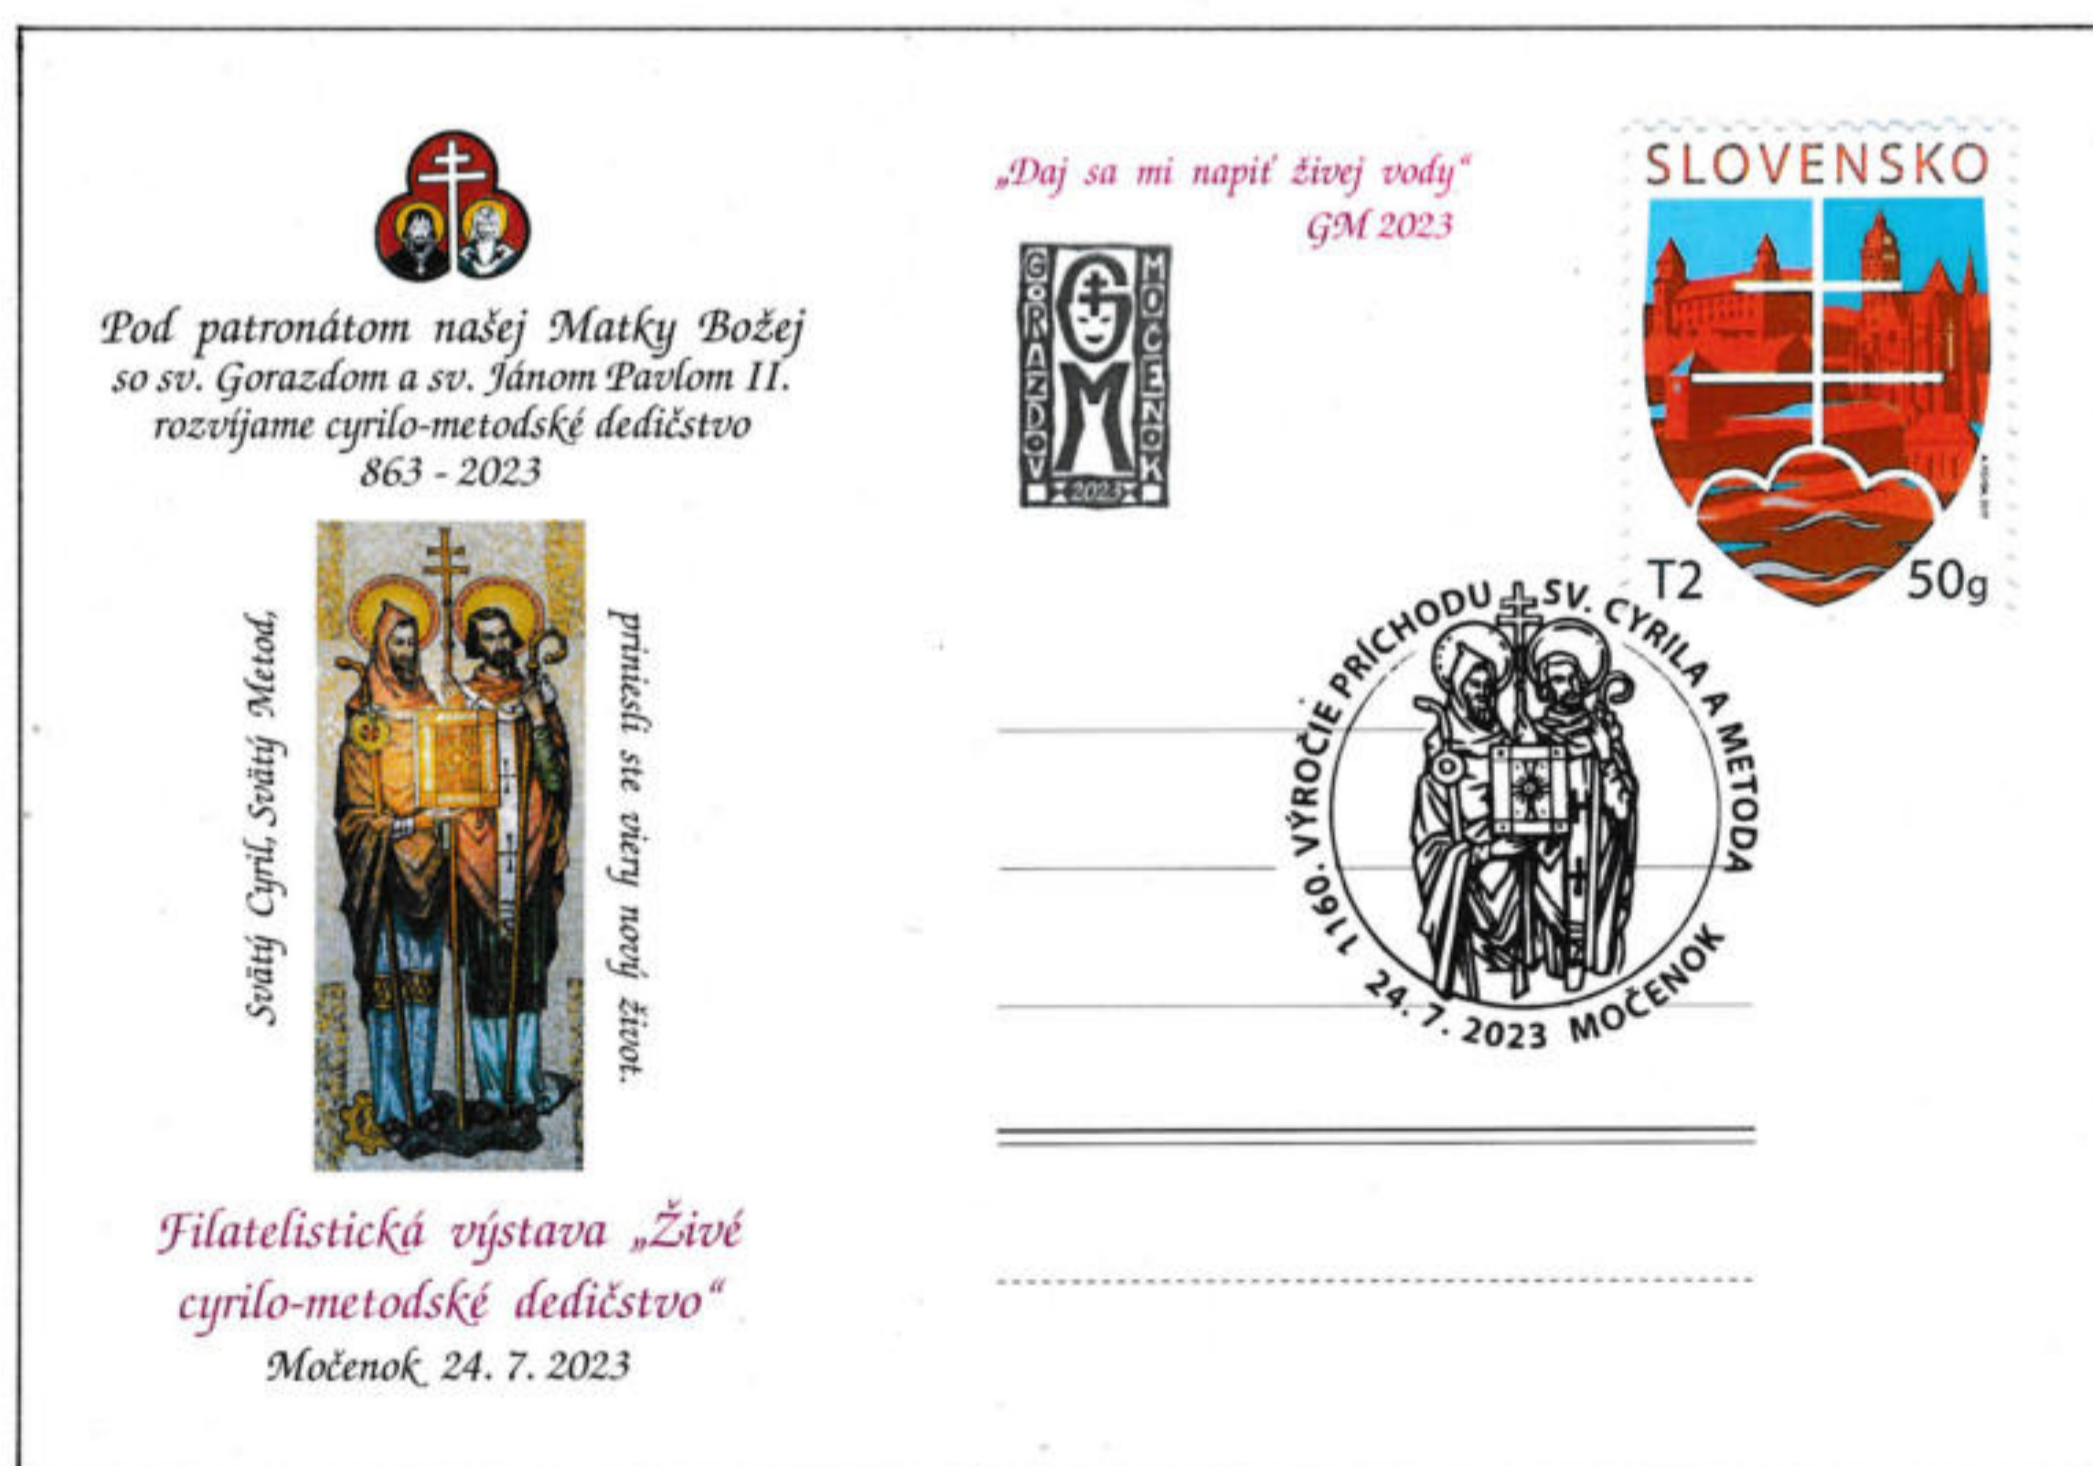 Pod patronátom našej Matky Božej
so sv. Gorazdom a sv. Jánom Pavlom II.
rozvíjame cyrilo-metodské dedičstvo
863 - 2023
Svätý Cyril, Svätý Metod,
priniesli ste viery nový život.
Filatelistická výstava „Živé
cyrilo-metodské dedičstvo“
Močenok 24. 7. 2023
„Daj sa mi napiť živej vody“
GM 2023
GORAZDOV
MOČENOK
GM
2023
SLOVENSKO
T2 50g
1160. VÝROČIE PRÍCHODU SV. CYRILA A METODA
24. 7. 2023 MOČENOK